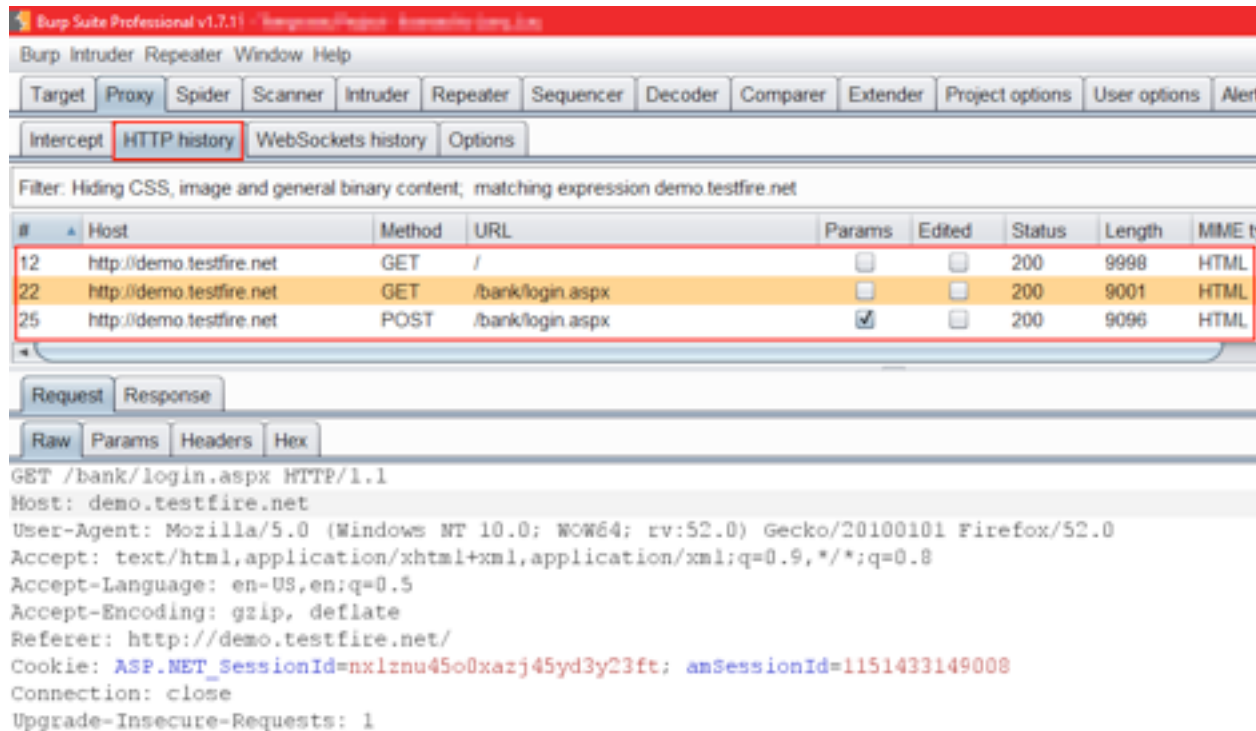 Burp Suite Professional v1.7.1
Burp Intruder Repeater Window Help
Target Proxy Spider Scanner Intruder Repeater Sequencer Decoder Comparer Extender Project options User options Aler
Intercept HTTP history WebSockets history Options
Filter: Hiding CSS, image and general binary content; matching expression demo.testfire.net
# Host Method URL Params Edited Status Length MIME t
12 http://demo.testfire.net GET / 200 9998 HTML
22 http://demo.testfire.net GET /bank/login.aspx 200 9001 HTML
25 http://demo.testfire.net POST /bank/login.aspx 200 9096 HTML
Request Response
Raw Params Headers Hex
GET /bank/login.aspx HTTP/1.1
Host: demo.testfire.net
User-Agent: Mozilla/5.0 (Windows NT 10.0; WOW64; rv:52.0) Gecko/20100101 Firefox/52.0
Accept: text/html,application/xhtml+xml,application/xml;q=0.9,*/*;q=0.8
Accept-Language: en-US,en;q=0.5
Accept-Encoding: gzip, deflate
Referer: http://demo.testfire.net/
Cookie: ASP.NET_SessionId=nxlznu45o0xazj45yd3y23ft; amSessionId=1151433149008
Connection: close
Upgrade-Insecure-Requests: 1